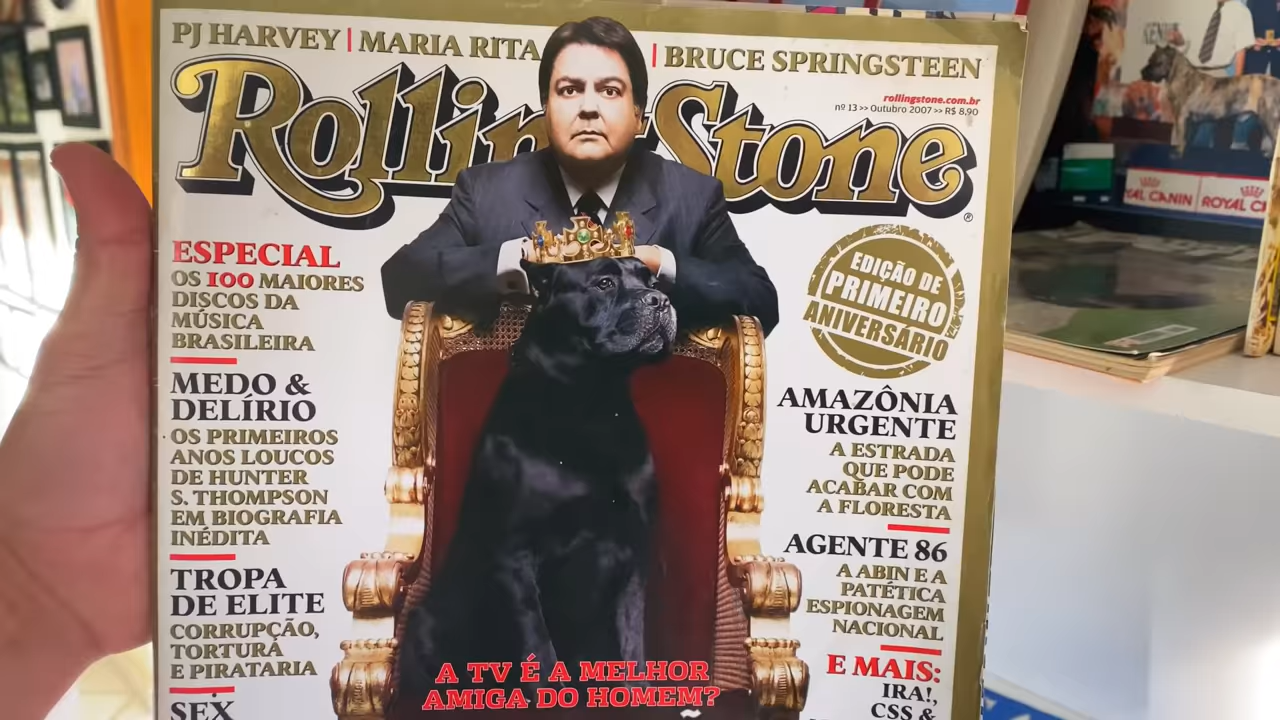 PJ HARVEY | MARIA RITA | BRUCE SPRINGSTEEN
Rolling Stone
rollingstone.com.br
nº 13 >> Outubro 2007 >> R$ 8,90
ESPECIAL
OS 100 MAIORES
DISCOS DA
MÚSICA
BRASILEIRA
MEDO &
DELÍRIO
OS PRIMEIROS
ANOS LOUCOS
DE HUNTER
S. THOMPSON
EM BIOGRAFIA
INÉDITA
TROPA
DE ELITE
CORRUPÇÃO,
TORTURA
E PIRATARIA
SEX
EDIÇÃO DE
PRIMEIRO
ANIVERSÁRIO
AMAZÔNIA
URGENTE
A ESTRADA
QUE PODE
ACABAR COM
A FLORESTA
AGENTE 86
A ABIN E A
PATÉTICA
ESPIONAGEM
NACIONAL
E MAIS:
IRA!,
CSS &
A TV É A MELHOR
AMIGA DO HOMEM?
ROYAL CANIN